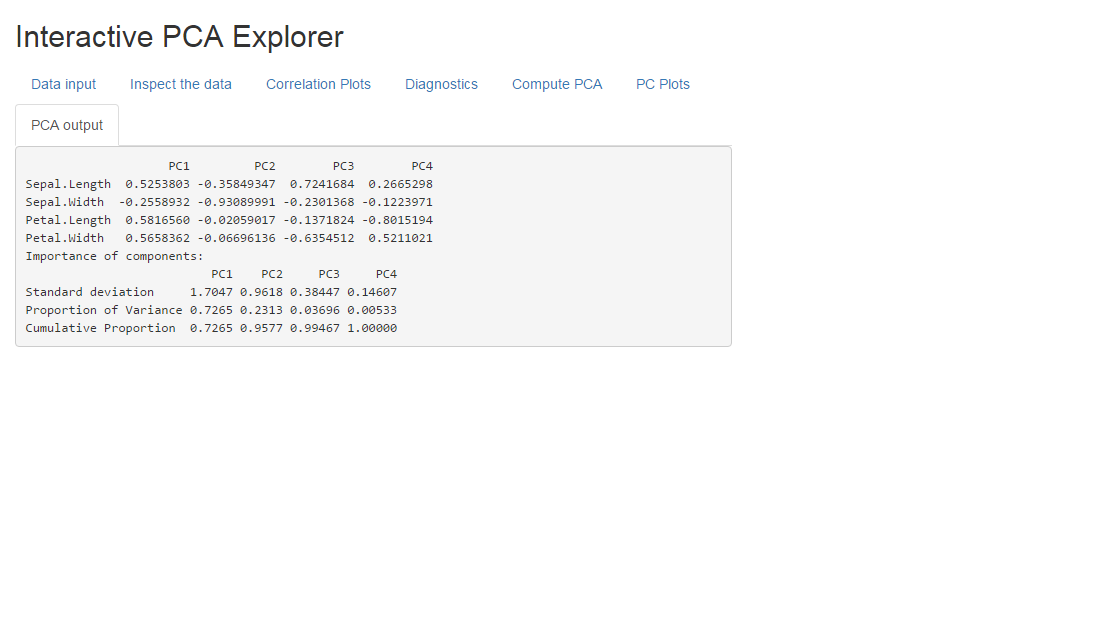 Interactive PCA Explorer
Data input Inspect the data Correlation Plots Diagnostics Compute PCA PC Plots
PCA output
PC1 PC2 PC3 PC4
Sepal.Length 0.5253803 -0.35849347 0.7241684 0.2665298
Sepal.Width -0.2558932 -0.93089991 -0.2301368 -0.1223971
Petal.Length 0.5816560 -0.02059017 -0.1371824 -0.8015194
Petal.Width 0.5658362 -0.06696136 -0.6354512 0.5211021
Importance of components:
PC1 PC2 PC3 PC4
Standard deviation 1.7047 0.9618 0.38447 0.14607
Proportion of Variance 0.7265 0.2313 0.03696 0.00533
Cumulative Proportion 0.7265 0.9577 0.99467 1.00000